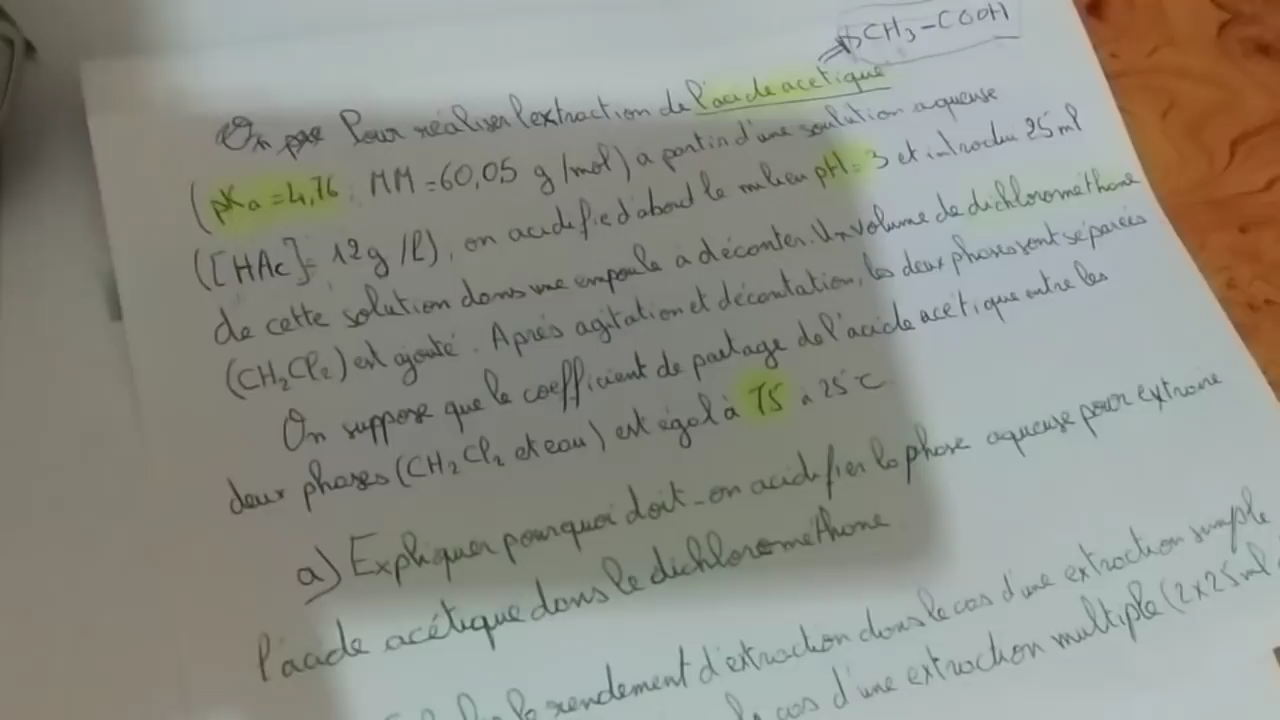 CH3-COOH
On Pour réaliser l'extraction de l'acide acétique
(pKa = 4,76, MM = 60,05 g/mol) a partir d'une soulution aqueuse
([HAc] = 12g/l), on acidifie d'abord le milieu pH = 3 et introdui 25 ml
de cette solution dans une ampoule a décanter. Un volume de dichlorométhane
(CH2Cl2) est ajouté. Aprés agitation et décantation, les deux phases sont séparées
On suppose que le coefficient de partage de l'acide acétique entre les
deux phases (CH2Cl2 et eau) est égal à 75 a 25°C
a) Expliquer pourquoi doit-on acidifier la phase aqueuse pour extraire
l'acide acétique dans le dichlorométhane
le rendement d'extraction dans le cas d'une extraction simple
cas d'une extraction multiple (2x25ml